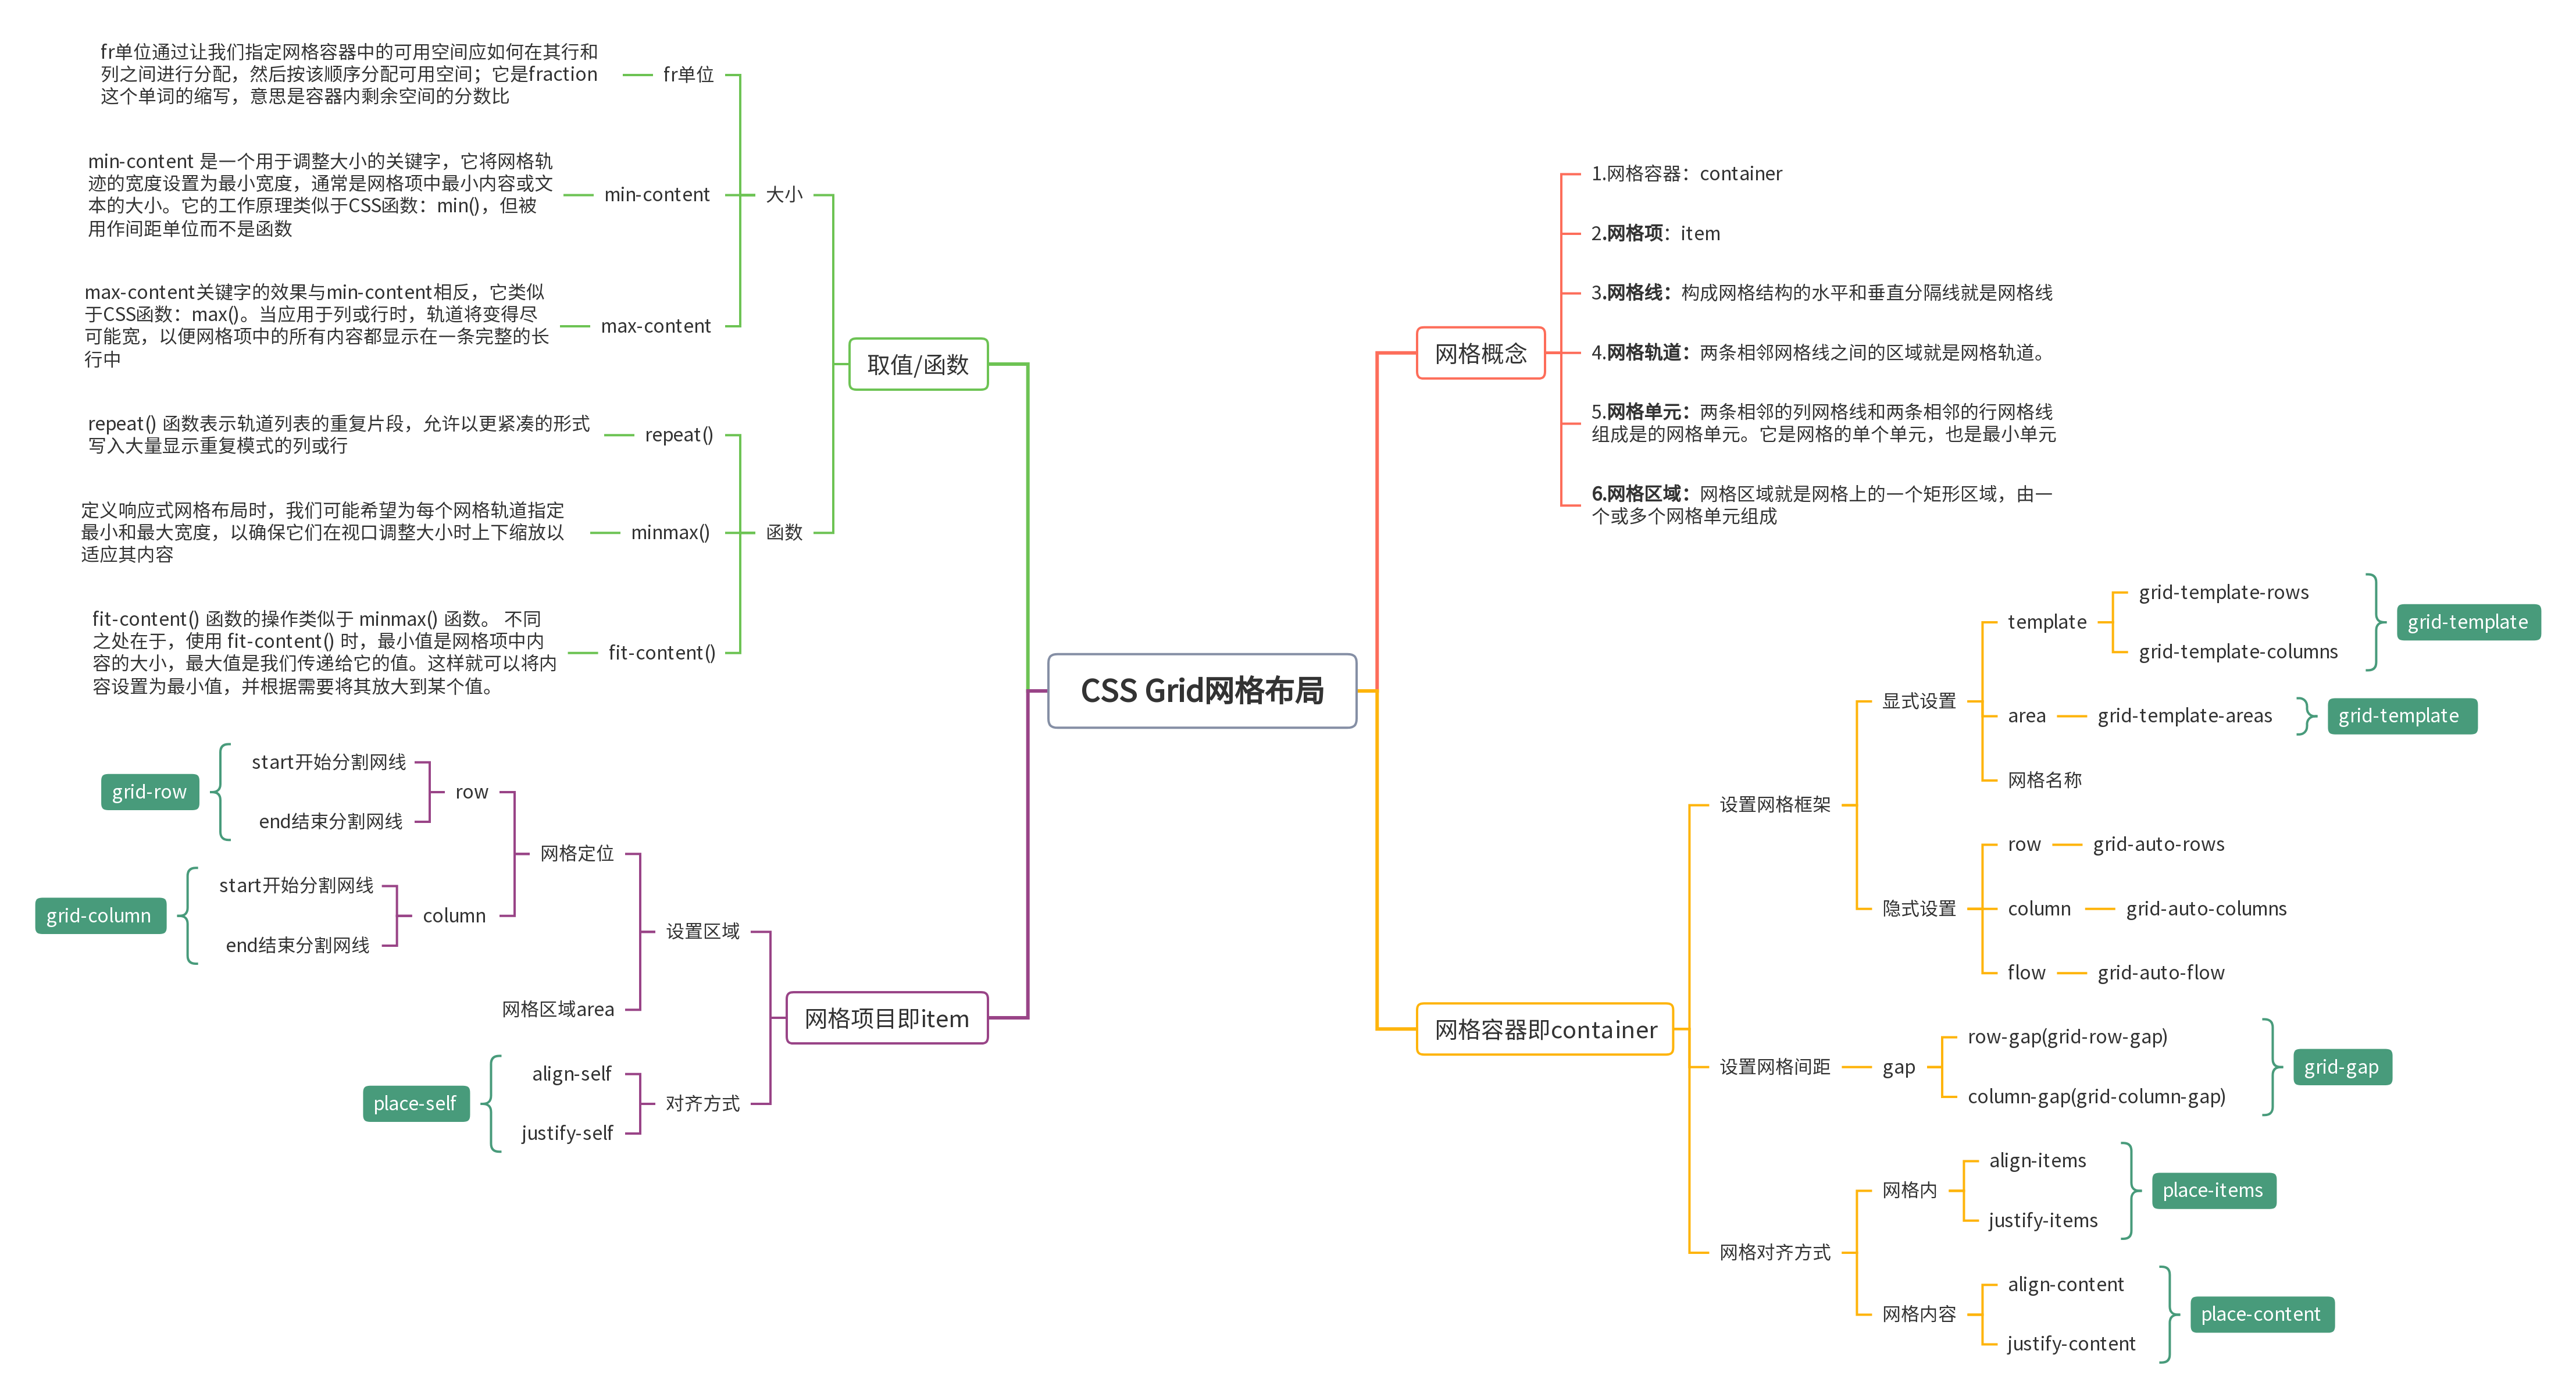 CSS Grid网格布局
网格概念
1.网格容器：container
2.网格项：item
3.网格线：构成网格结构的水平和垂直分隔线就是网格线
4.网格轨道：两条相邻网格线之间的区域就是网格轨道。
5.网格单元：两条相邻的列网格线和两条相邻的行网格线
组成是的网格单元。它是网格的单个单元，也是最小单元
6.网格区域：网格区域就是网格上的一个矩形区域，由一
个或多个网格单元组成
网格容器即container
设置网格框架
显式设置
template
grid-template-rows
grid-template-columns
grid-template
area
grid-template-areas
grid-template
网格名称
隐式设置
row
grid-auto-rows
column
grid-auto-columns
flow
grid-auto-flow
设置网格间距
gap
row-gap(grid-row-gap)
column-gap(grid-column-gap)
grid-gap
网格对齐方式
网格内
align-items
justify-items
place-items
网格内容
align-content
justify-content
place-content
取值/函数
大小
fr单位
fr单位通过让我们指定网格容器中的可用空间应如何在其行和
列之间进行分配，然后按该顺序分配可用空间；它是fraction
这个单词的缩写，意思是容器内剩余空间的分数比
min-content
min-content 是一个用于调整大小的关键字，它将网格轨
迹的宽度设置为最小宽度，通常是网格项中最小内容或文
本的大小。它的工作原理类似于CSS函数：min()，但被
用作间距单位而不是函数
max-content
max-content关键字的效果与min-content相反，它类似
于CSS函数：max()。当应用于列或行时，轨道将变得尽
可能宽，以便网格项中的所有内容都显示在一条完整的长
行中
函数
repeat()
repeat() 函数表示轨道列表的重复片段，允许以更紧凑的形式
写入大量显示重复模式的列或行
minmax()
定义响应式网格布局时，我们可能希望为每个网格轨道指定
最小和最大宽度，以确保它们在视口调整大小时上下缩放以
适应其内容
fit-content()
fit-content() 函数的操作类似于 minmax() 函数。 不同
之处在于，使用 fit-content() 时，最小值是网格项中内
容的大小，最大值是我们传递给它的值。这样就可以将内
容设置为最小值，并根据需要将其放大到某个值。
网格项目即item
设置区域
网格定位
row
start开始分割网线
end结束分割网线
grid-row
column
start开始分割网线
end结束分割网线
grid-column
网格区域area
对齐方式
align-self
justify-self
place-self